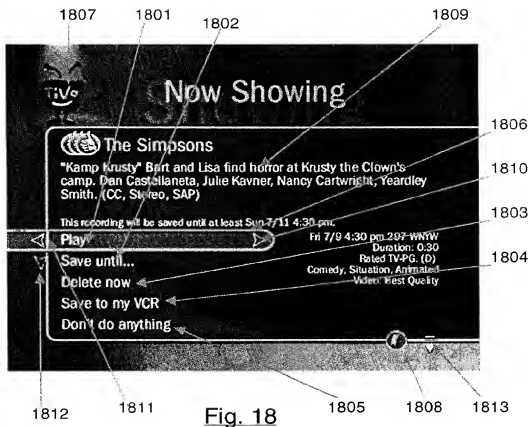 1807 1801 1802 1809
TiVo
Now Showing
1806
The Simpsons
"Kamp Krusty" Bart and Lisa find horror at Krusty the Clown's
camp. Dan Castellaneta, Julie Kavner, Nancy Cartwright, Yeardley
Smith. (CC, Stereo, SAP)
1810
This recording will be saved until at least Sun 7/11 4:30 pm.
1803
Play
Fri 7/9 4:30 pm 297 WNYW
Save until...
Duration: 0:30
1804
Rated TV-PG. (D)
Delete now
Comedy, Situation, Animated
Video: Best Quality
Save to my VCR
Don't do anything
1812 1811 1805 1808 1813
Fig. 18